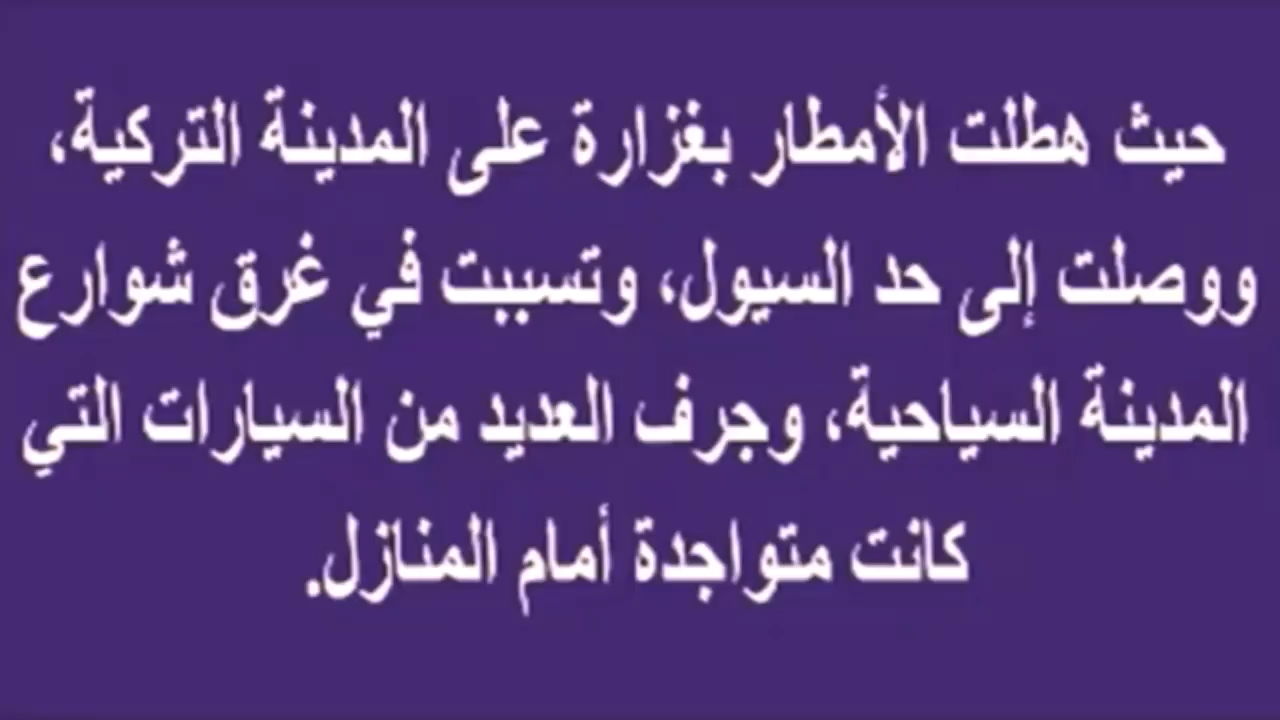 حيث هطلت الأمطار بغزارة على المدينة التركية،
ووصلت إلى حد السيول، وتسببت في غرق شوارع
المدينة السياحية، وجرف العديد من السيارات التي
كانت متواجدة أمام المنازل.